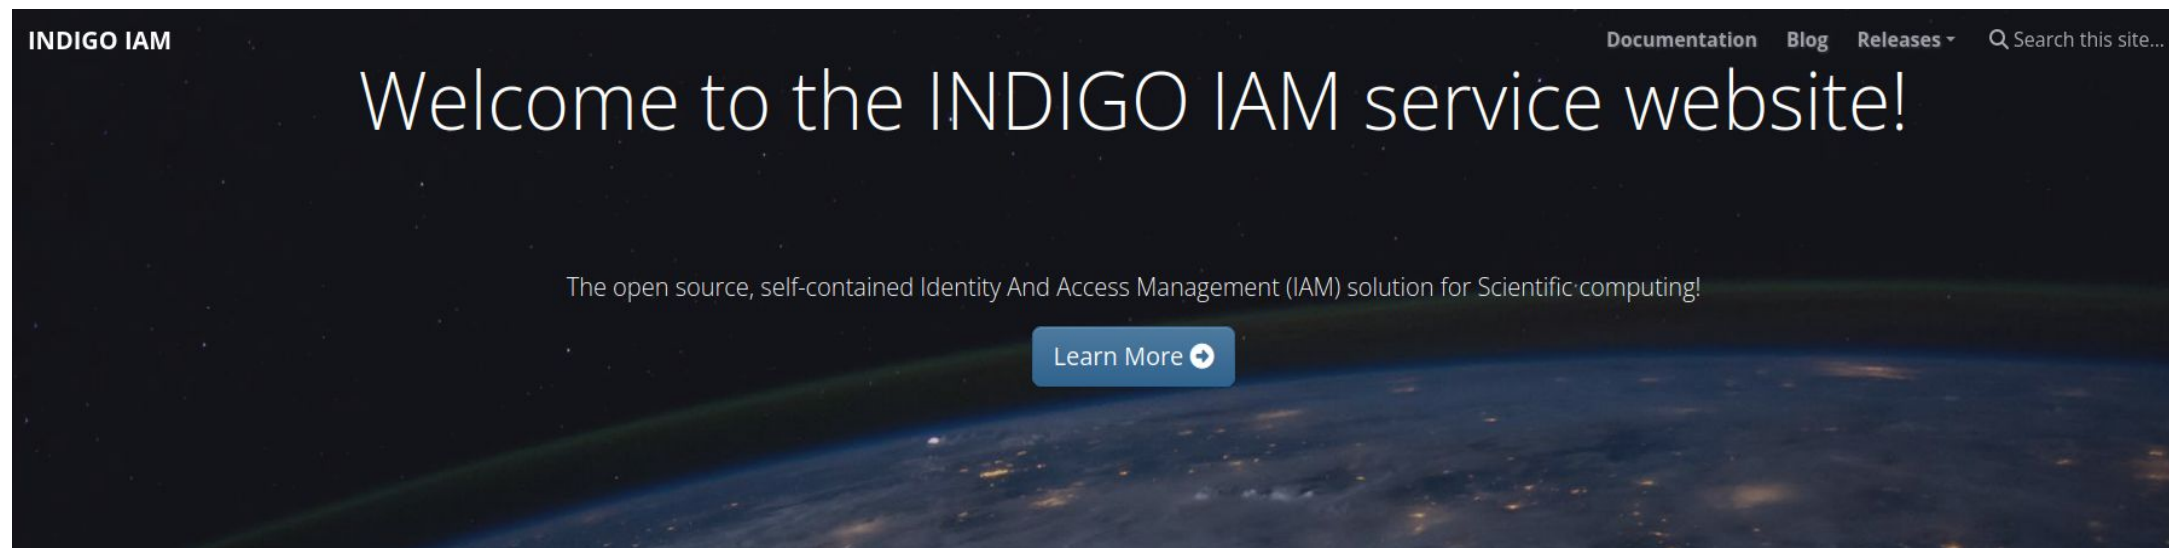 INDIGO IAM
Documentation Blog Releases Search this site...
Welcome to the INDIGO IAM service website!
The open source, self-contained Identity And Access Management (IAM) solution for Scientific computing!
Learn More